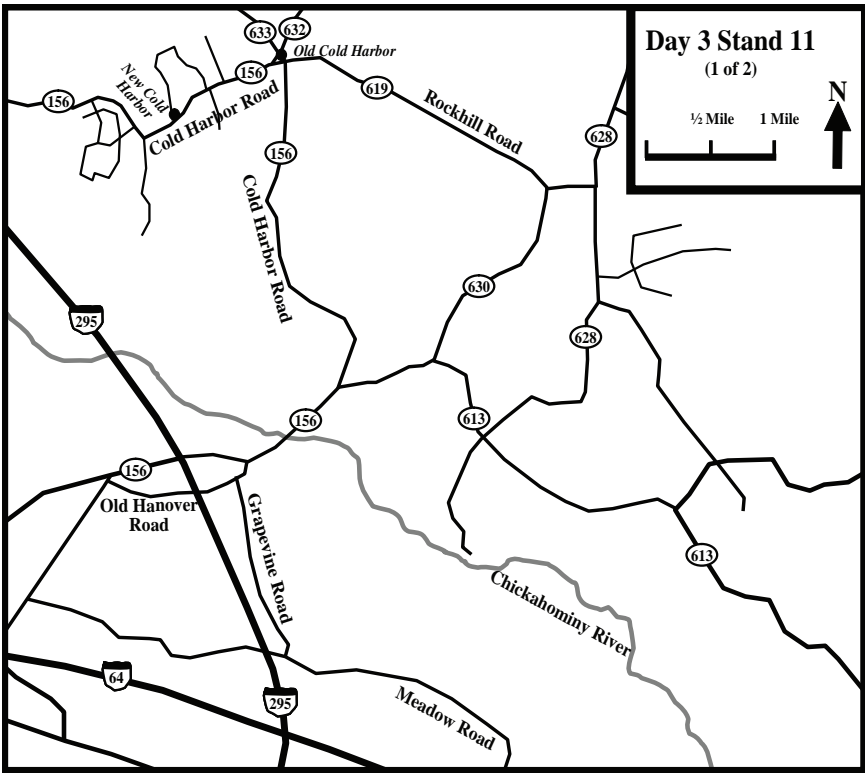 Day 3 Stand 11
(1 of 2)
N
½ Mile 1 Mile
633
632
Old Cold Harbor
156
New Cold
Harbor
156
Cold Harbor Road
619
Rockhill Road
628
156
Cold Harbor Road
630
295
628
156
613
156
Old Hanover
Road
Grapevine Road
613
Chickahominy River
64
295
Meadow Road